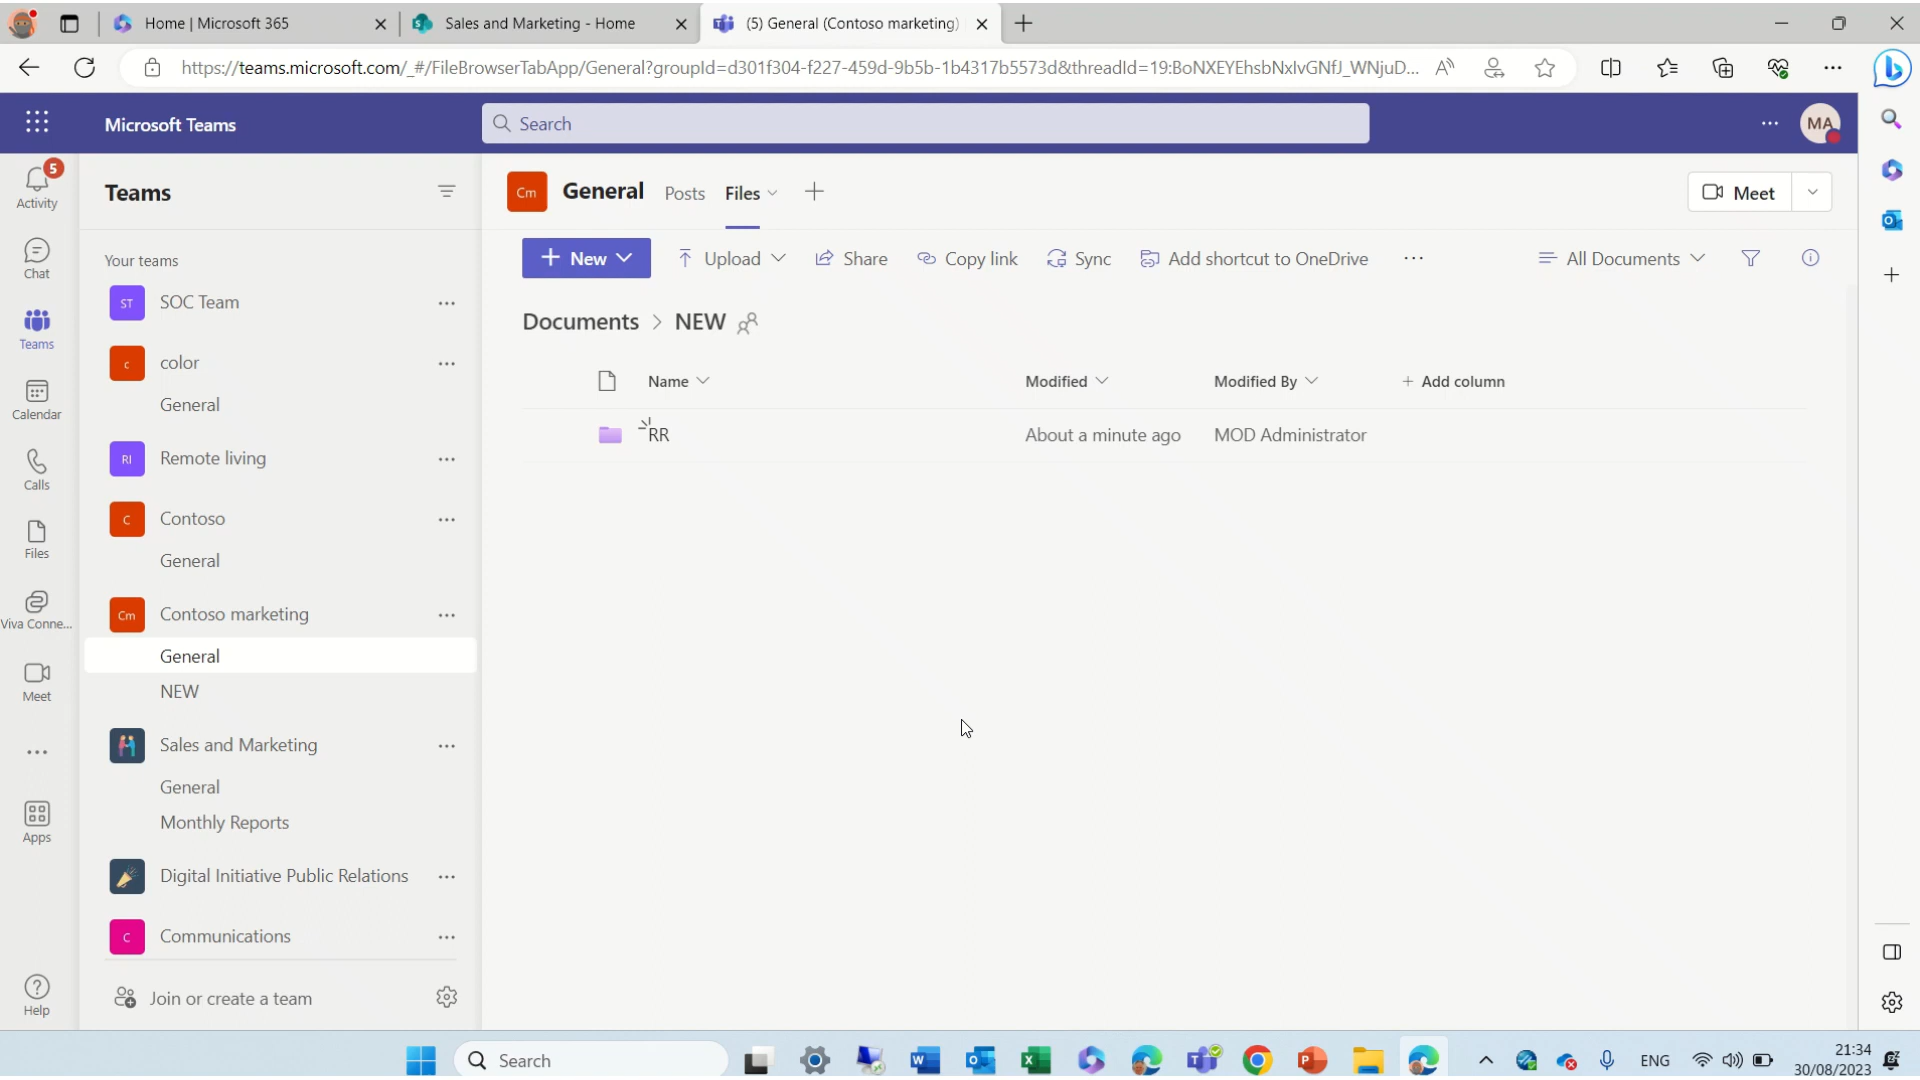 Home | Microsoft 365
Sales and Marketing - Home
(5) General (Contoso marketing)
https://teams.microsoft.com/_#/FileBrowserTabApp/General?groupId=d301f304-f227-459d-9b5b-1b4317b5573d&threadId=19:BoNXEYEhsbNxlvGNfJ_WNjuD...
Microsoft Teams
Search
MA
5
Activity
Chat
Teams
Calendar
Calls
Files
Viva Conne...
Meet
Apps
Help
Teams
Your teams
ST SOC Team
c color
General
Rl Remote living
C Contoso
General
Cm Contoso marketing
General
NEW
Sales and Marketing
General
Monthly Reports
Digital Initiative Public Relations
C Communications
Join or create a team
Cm General Posts Files
Meet
New Upload Share Copy link Sync Add shortcut to OneDrive All Documents
Documents > NEW
Name Modified Modified By + Add column
RR About a minute ago MOD Administrator
Search
ENG
21:34
30/08/2023